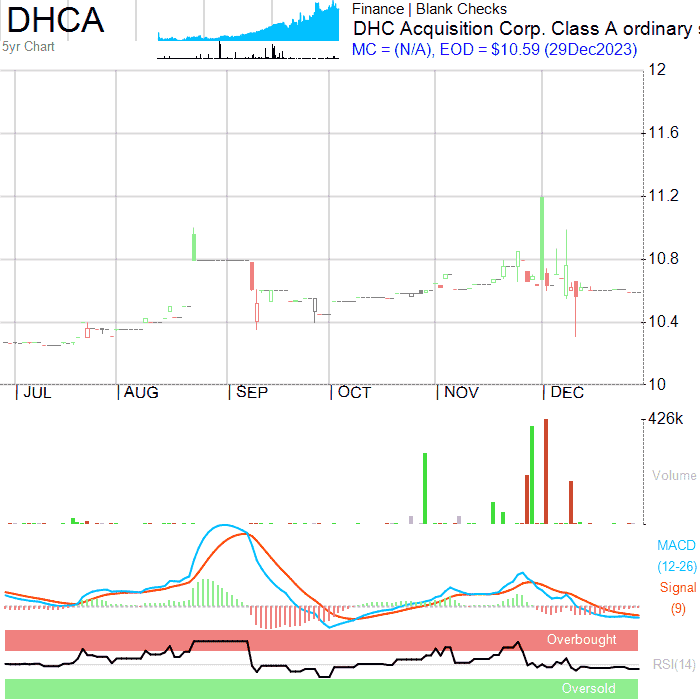 DHCA
5yr Chart
Finance | Blank Checks
DHC Acquisition Corp. Class A ordinary s
MC = (N/A), EOD = $10.59 (29Dec2023)
12
11.6
11.2
10.8
10.4
10
JUL
AUG
SEP
OCT
NOV
DEC
426k
Volume
MACD
(12-26)
Signal
(9)
Overbought
RSI(14)
Oversold